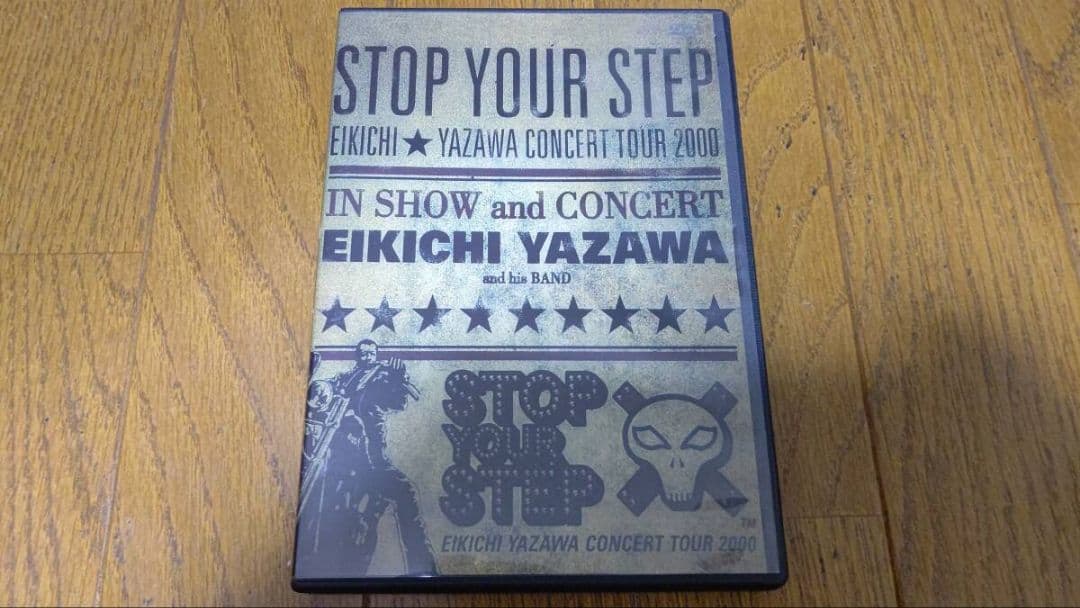 STOP YOUR STEP
EIKICHI★YAZAWA CONCERT TOUR 2000
IN SHOW and CONCERT
EIKICHI YAZAWA
and his BAND
★★★★★★★★★
STOP
YOUR
STEP
TM
EIKICHI YAZAWA CONCERT TOUR 2000